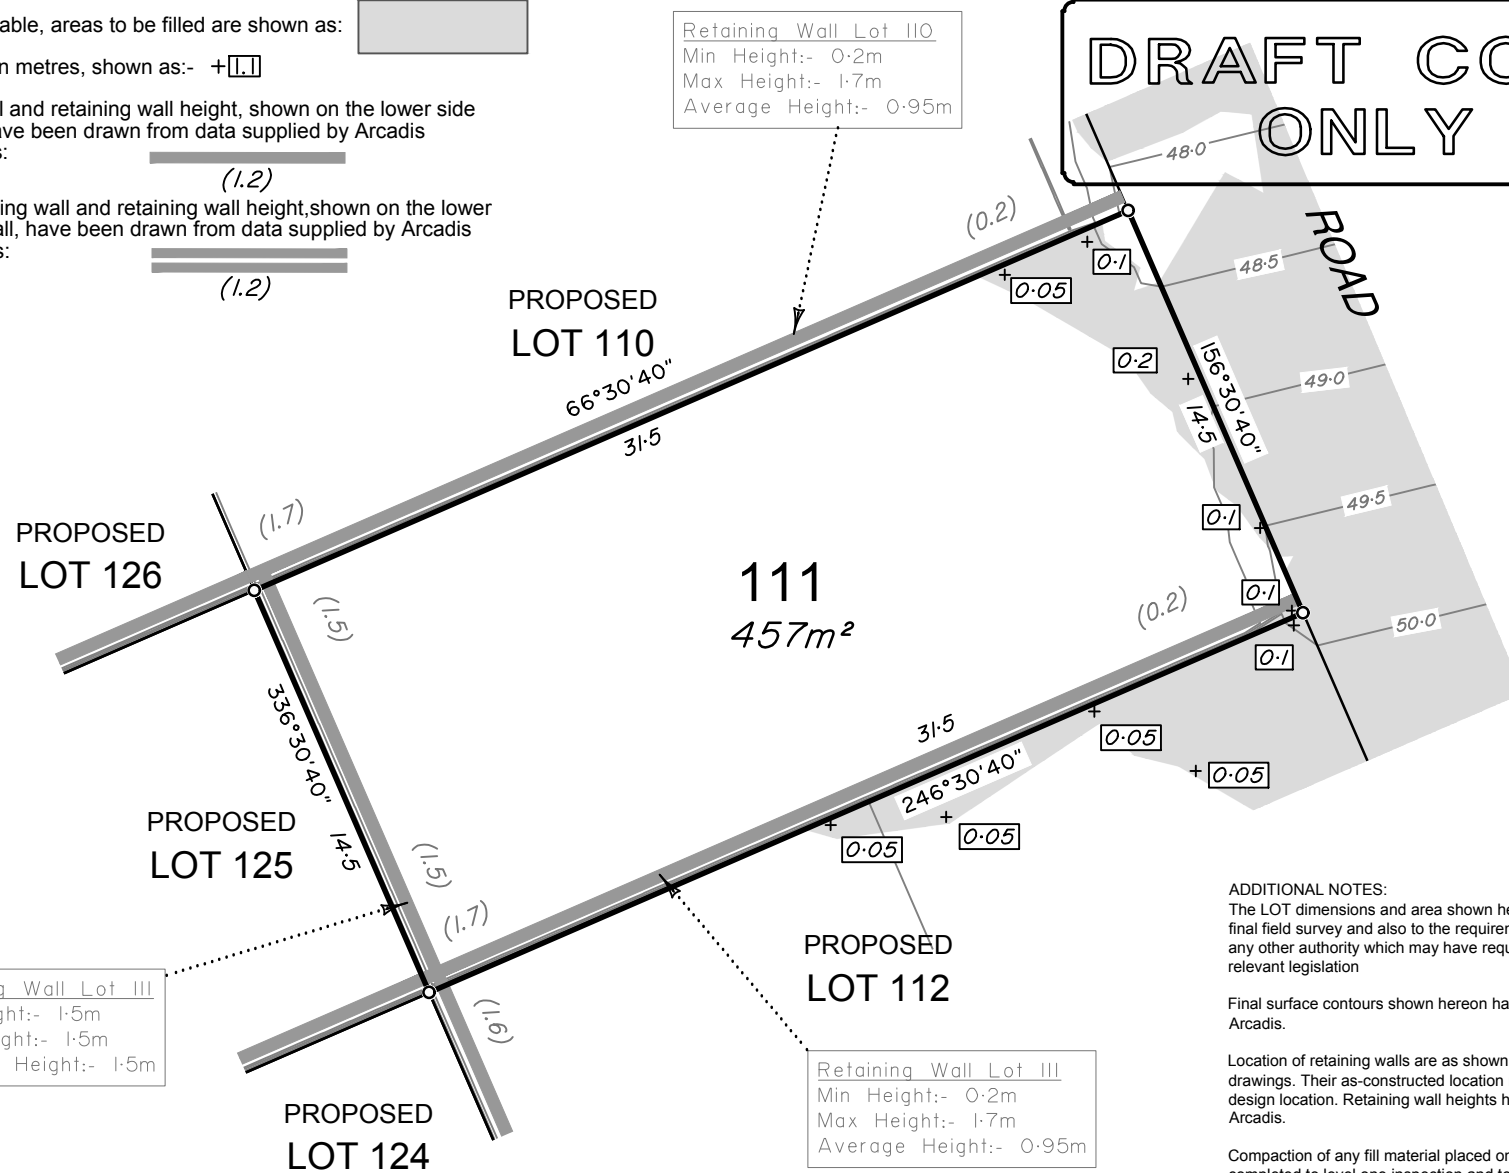 able, areas to be filled are shown as:
n metres, shown as:- +1.1
l and retaining wall height, shown on the lower side
ave been drawn from data supplied by Arcadis
s:
(1.2)
ing wall and retaining wall height,shown on the lower
all, have been drawn from data supplied by Arcadis
s:
(1.2)
Retaining Wall Lot 110
Min Height:- 0·2m
Max Height:- 1·7m
Average Height:- 0·95m
DRAFT CO
ONLY
48·0
ROAD
(0.2)
0·1
48·5
0·05
PROPOSED
LOT 110
0·2
156°30'40"
14·5
49·0
66°30'40"
31·5
49·5
(1.7)
0·1
PROPOSED
LOT 126
111
457m²
(1.5)
0·1
(0.2)
50·0
0·1
336°30'40"
14·5
31·5
246°30'40"
0·05
0·05
0·05
0·05
PROPOSED
LOT 125
(1.5)
(1.7)
PROPOSED
LOT 112
g Wall Lot 111
ght:- 1·5m
ght:- 1·5m
Height:- 1·5m
(1.6)
Retaining Wall Lot 111
Min Height:- 0·2m
Max Height:- 1·7m
Average Height:- 0·95m
PROPOSED
LOT 124
ADDITIONAL NOTES:
The LOT dimensions and area shown he
final field survey and also to the requirer
any other authority which may have requ
relevant legislation
Final surface contours shown hereon ha
Arcadis.
Location of retaining walls are as shown
drawings. Their as-constructed location
design location. Retaining wall heights h
Arcadis.
Compaction of any fill material placed o
completed to level one inspection and te